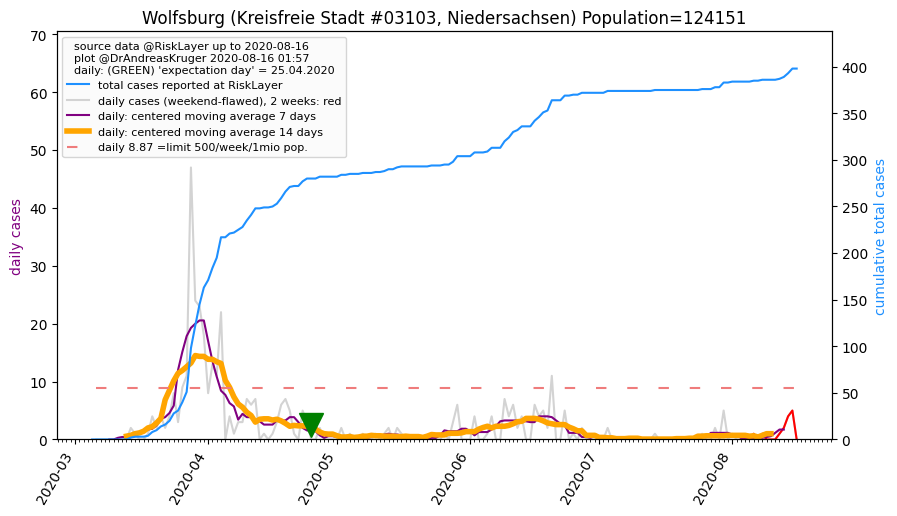 Wolfsburg (Kreisfreie Stadt #03103, Niedersachsen) Population=124151
source data @RiskLayer up to 2020-08-16
plot @DrAndreasKruger 2020-08-16 01:57
daily: (GREEN) 'expectation day' = 25.04.2020
total cases reported at RiskLayer
daily cases (weekend-flawed), 2 weeks: red
daily: centered moving average 7 days
daily: centered moving average 14 days
daily 8.87 =limit 500/week/1mio pop.
daily cases
70
60
50
40
30
20
10
0
cumulative total cases
400
350
300
250
200
150
100
50
0
2020-03
2020-04
2020-05
2020-06
2020-07
2020-08